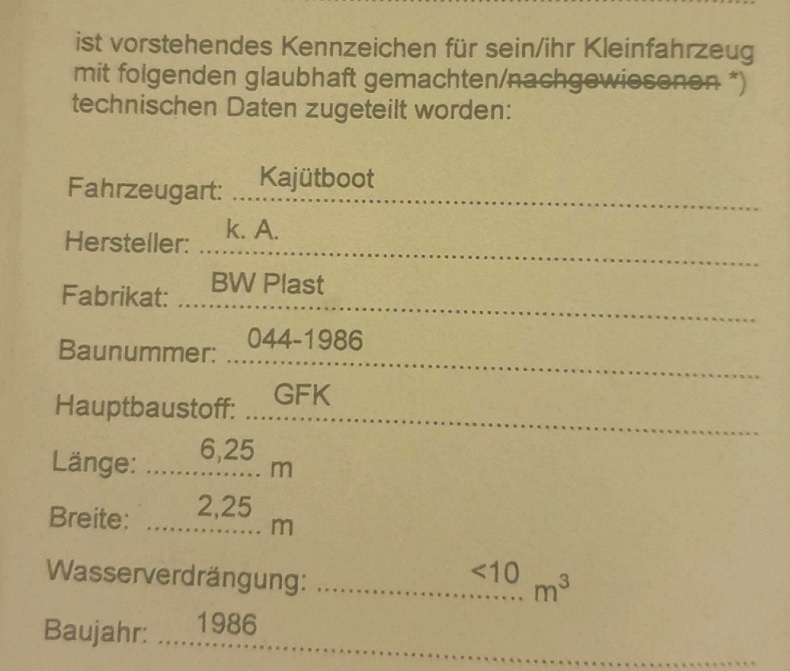 ist vorstehendes Kennzeichen für sein/ihr Kleinfahrzeug
mit folgenden glaubhaft gemachten/nachgewiesenen *)
technischen Daten zugeteilt worden:
Fahrzeugart: Kajütboot
Hersteller: k. A.
Fabrikat: BW Plast
Baunummer: 044-1986
Hauptbaustoff: GFK
Länge: 6,25 m
Breite: 2,25 m
Wasserverdrängung: <10 m³
Baujahr: 1986